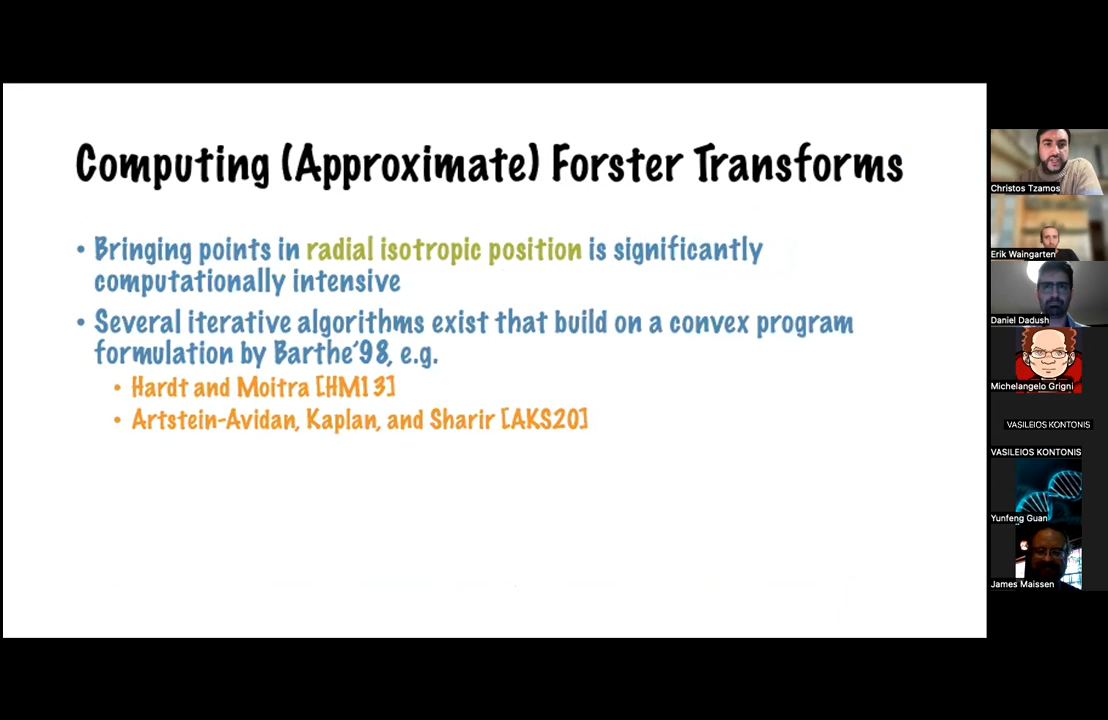 Computing (Approximate) Forster Transforms
• Bringing points in radial isotropic position is significantly
computationally intensive
• Several iterative algorithms exist that build on a convex program
formulation by Barthe'98, e.g.
• Hardt and Moitra [HM13]
• Artstein-Avidan, Kaplan, and Sharir [AKS20]
Christos Tzamos
Erik Waingarten
Daniel Dadush
Michelangelo Grigni
VASILEIOS KONTONIS
VASILEIOS KONTONIS
Yunfeng Guan
James Maissen